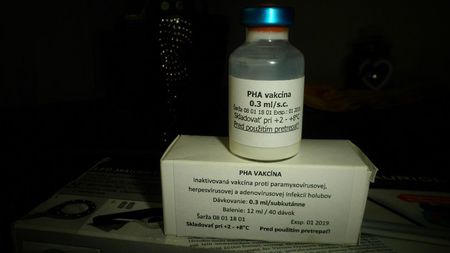 PHA vakcína
0.3 ml/s.c.
Šarža 08 01 18 01 Exsp.: 01 2019
Skladovať pri +2 - +8°C
Pred použitím pretrepať!
PHA VAKCÍNA
Inaktivovaná vakcína proti paramyxovírusovej,
herpesvírusovej a adenovírusovej infekcii holubov
Dávkovanie: 0.3 ml/subkutánne
Balenie: 12 ml / 40 dávok
Šarža 08 01 18 01 Exsp.: 01 2019
Skladovať pri +2 - +8°C Pred použitím pretrepať!